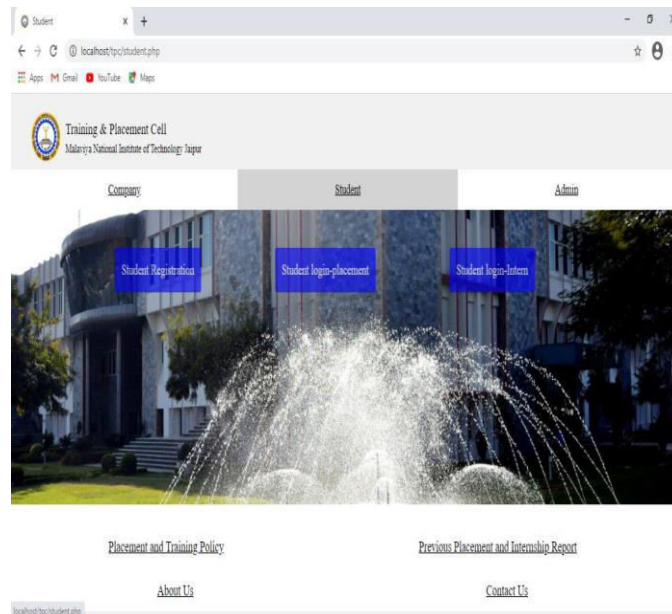 Student
localhost/tpc/student.php
Apps Gmail YouTube Maps
Training & Placement Cell
Malaviya National Institute of Technology Jaipur
Company Student Admin
Student Registration Student login-placement Student login-Intern
Placement and Training Policy Previous Placement and Internship Report
About Us Contact Us
localhost/tpc/student.php